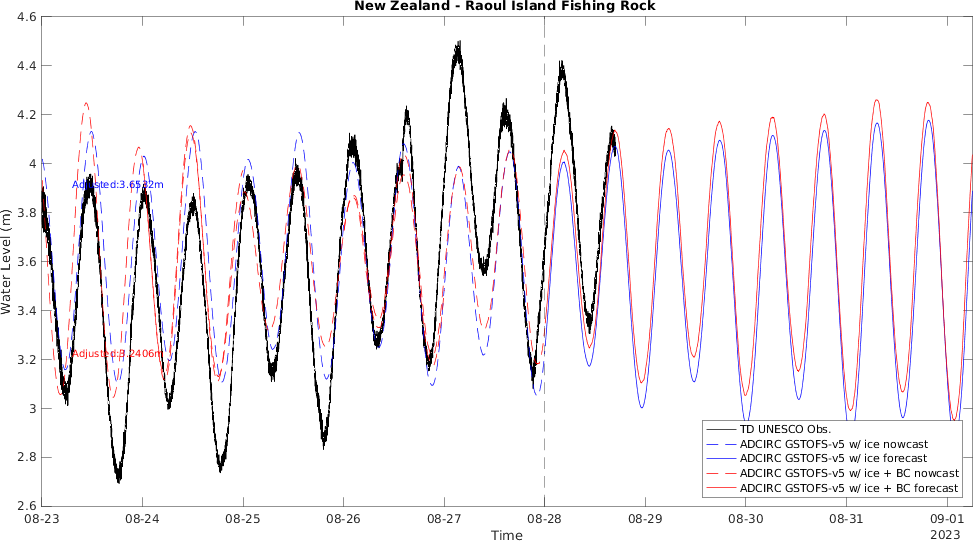 New Zealand - Raoul Island Fishing Rock
4.6
4.4
4.2
4
3.8
3.6
3.4
3.2
3
2.8
2.6
Water Level (m)
Adjusted:3.6532m
Adjusted:3.2406m
TD UNESCO Obs.
ADCIRC GSTOFS-v5 w/ ice nowcast
ADCIRC GSTOFS-v5 w/ ice forecast
ADCIRC GSTOFS-v5 w/ ice + BC nowcast
ADCIRC GSTOFS-v5 w/ ice + BC forecast
08-23 08-24 08-25 08-26 08-27 08-28 08-29 08-30 08-31 09-01
2023
Time